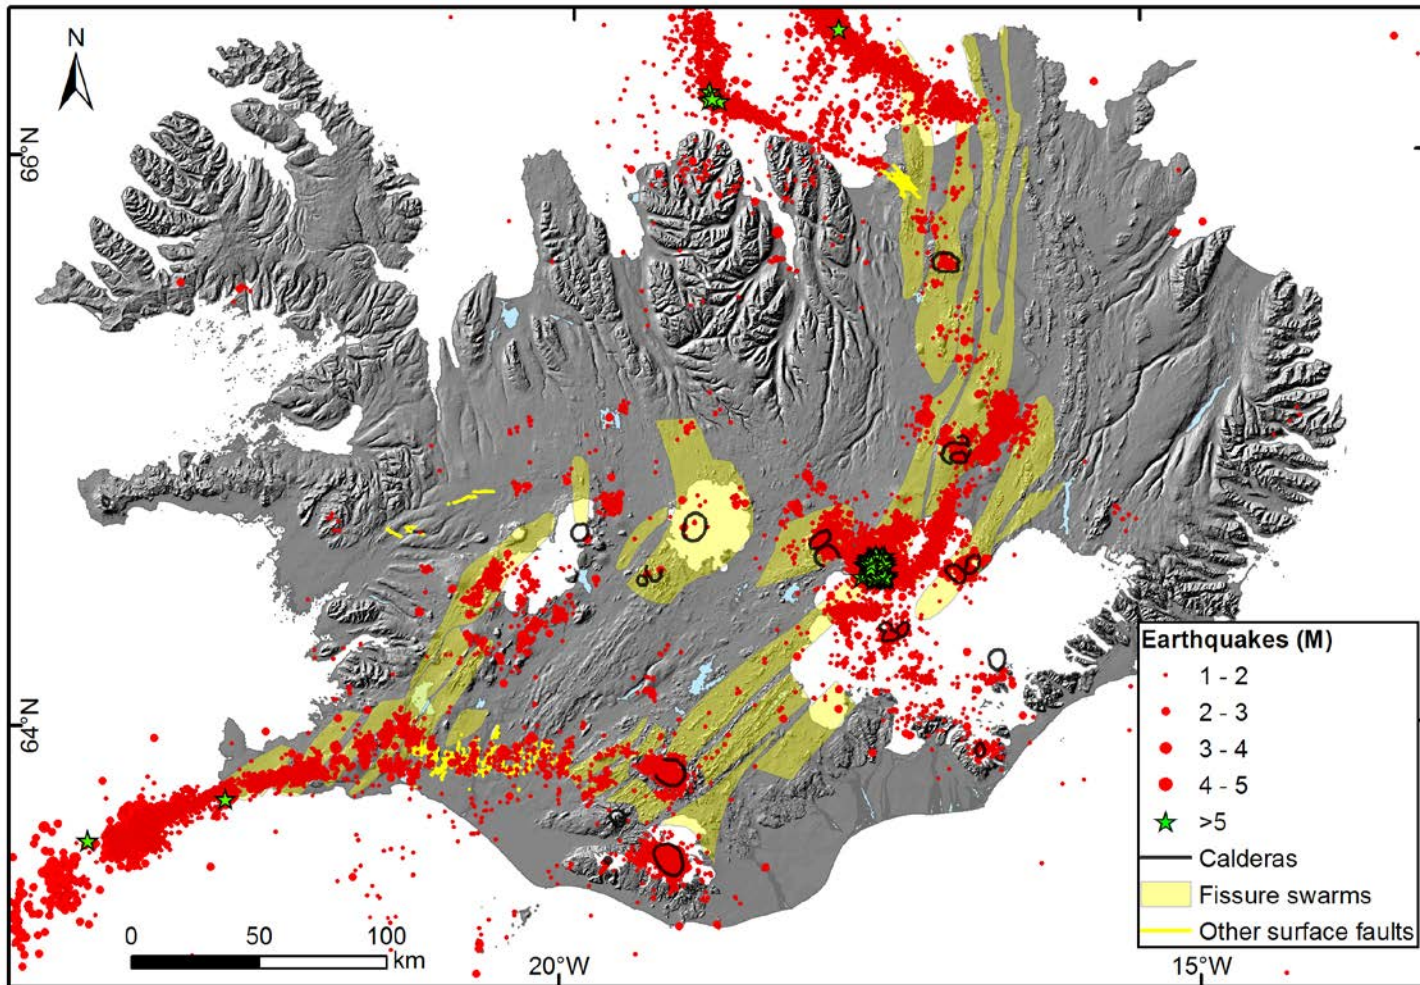 N
66°N
64°N
0 50 100
km
20°W
15°W
Earthquakes (M)
1 - 2
2 - 3
3 - 4
4 - 5
>5
Calderas
Fissure swarms
Other surface faults